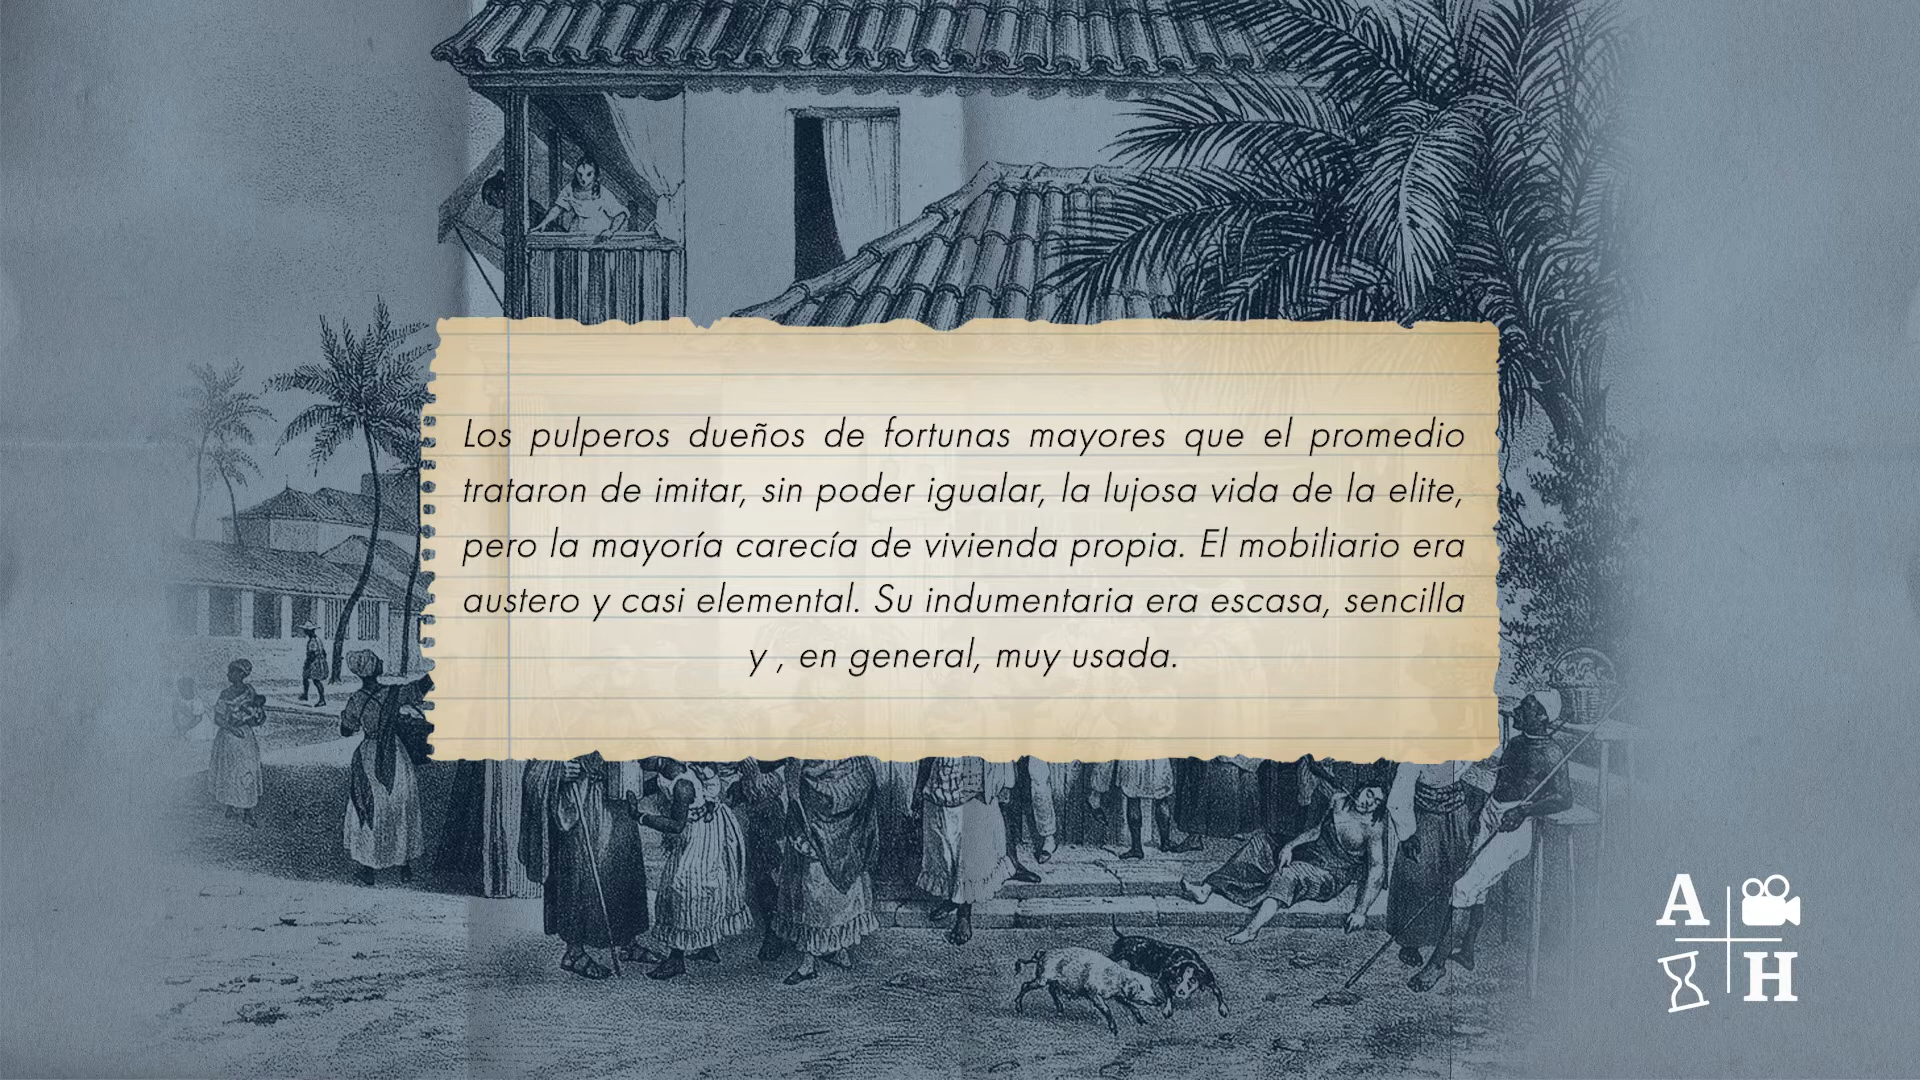 Los pulperos dueños de fortunas mayores que el promedio
trataron de imitar, sin poder igualar, la lujosa vida de la elite,
pero la mayoría carecía de vivienda propia. El mobiliario era
austero y casi elemental. Su indumentaria era escasa, sencilla
y , en general, muy usada.
A
H